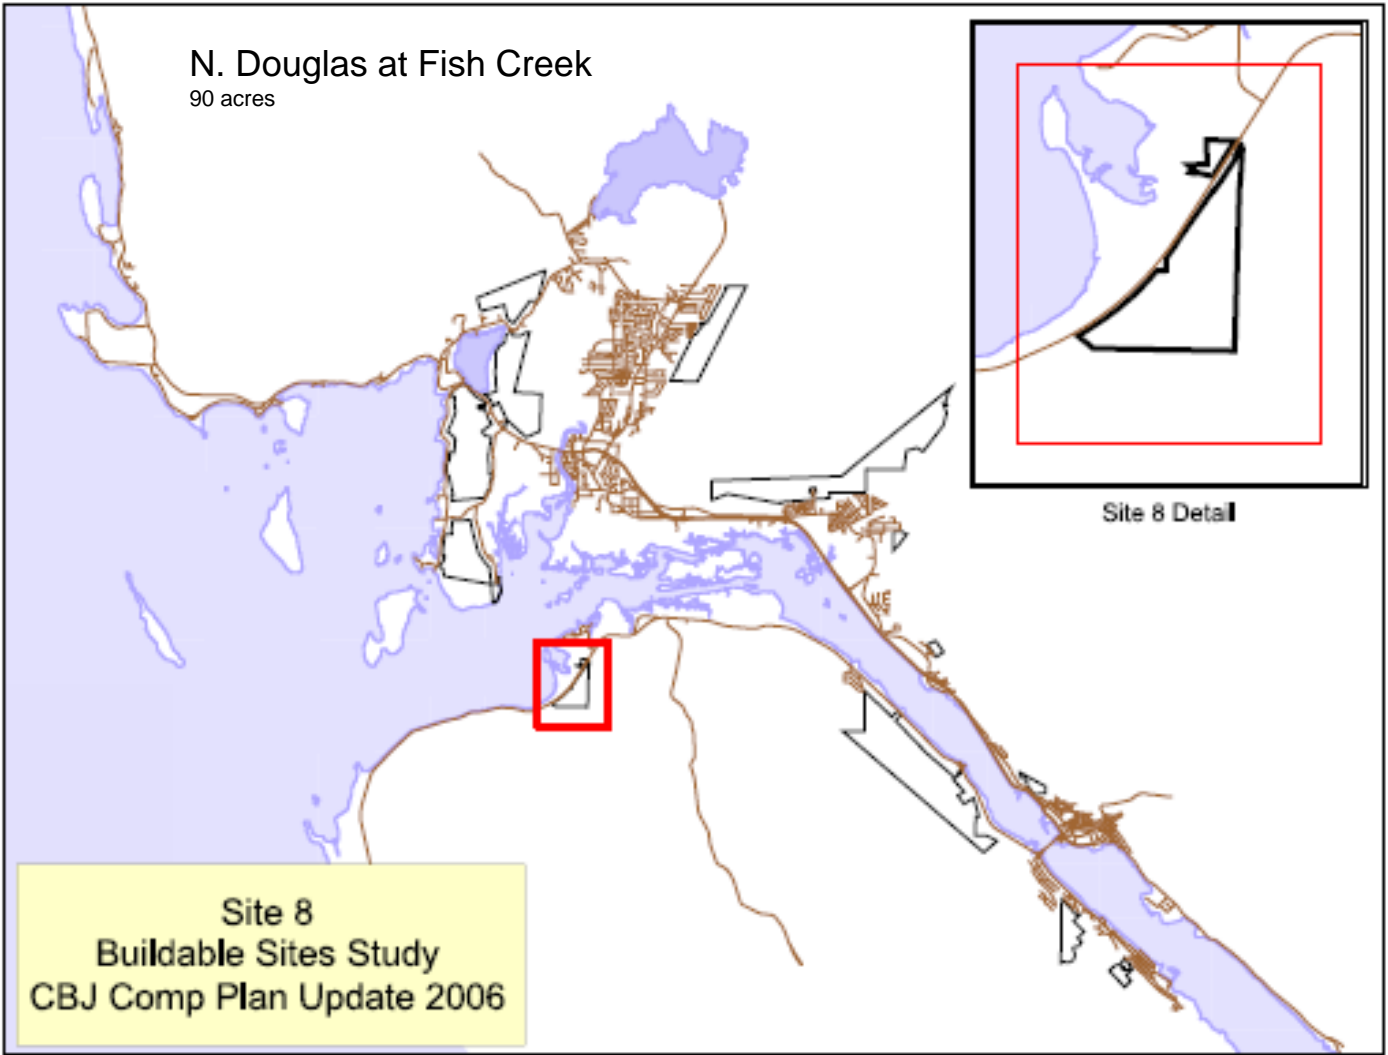 N. Douglas at Fish Creek
90 acres
Site 8 Detail
Site 8
Buildable Sites Study
CBJ Comp Plan Update 2006